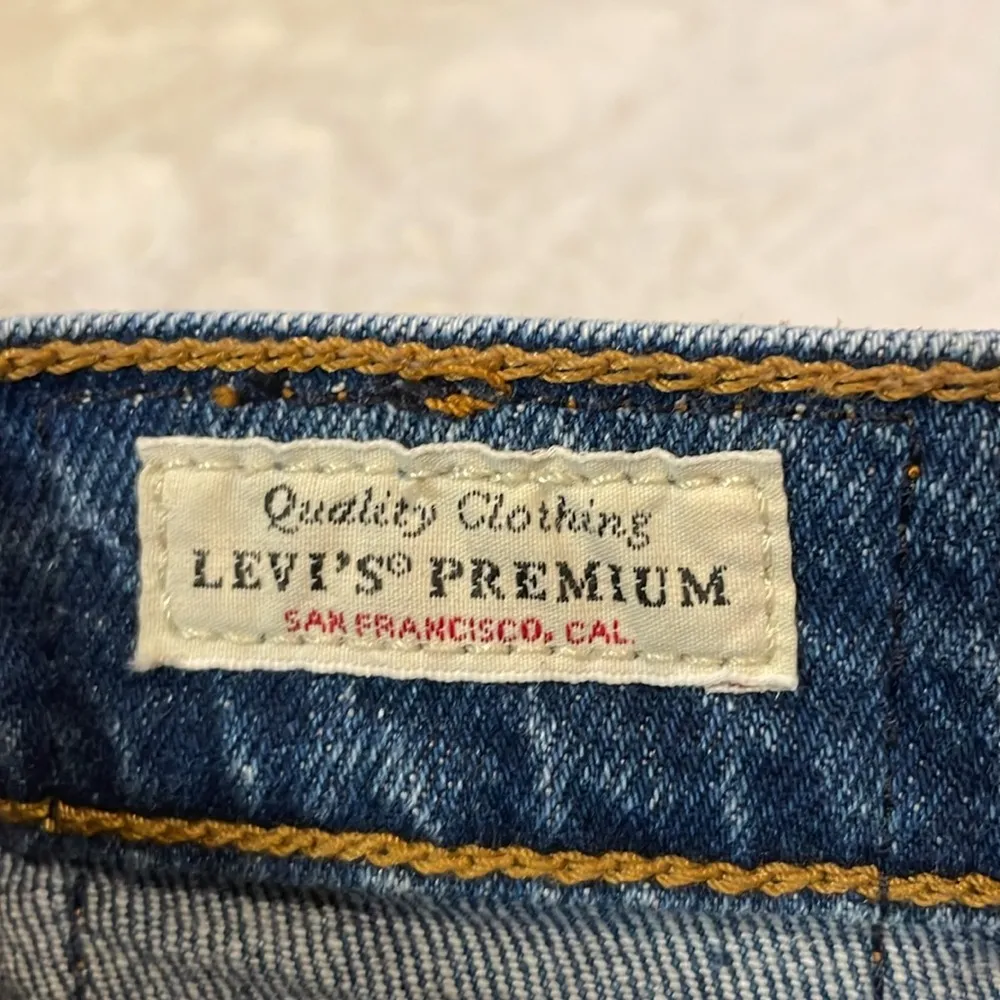 Quality Clothing
LEVI'S® PREMIUM
SAN FRANCISCO, CAL.